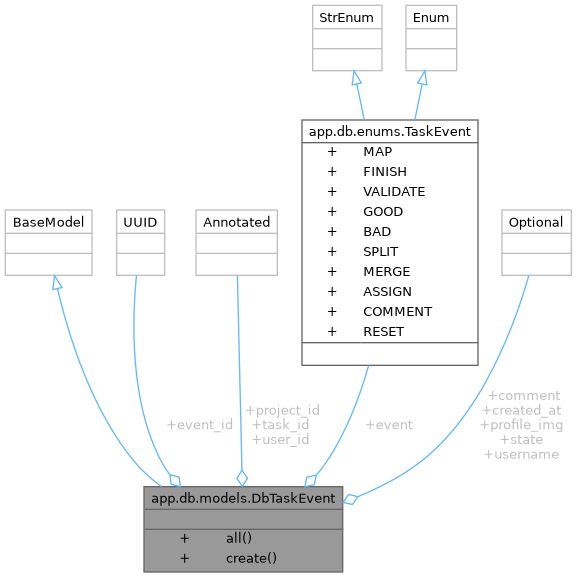 StrEnum
Enum
app.db.enums.TaskEvent
+ MAP
+ FINISH
+ VALIDATE
+ GOOD
+ BAD
+ SPLIT
+ MERGE
+ ASSIGN
+ COMMENT
+ RESET
BaseModel
UUID
Annotated
Optional
+event_id
+project_id
+task_id
+user_id
+event
+comment
+created_at
+profile_img
+state
+username
app.db.models.DbTaskEvent
+ all()
+ create()